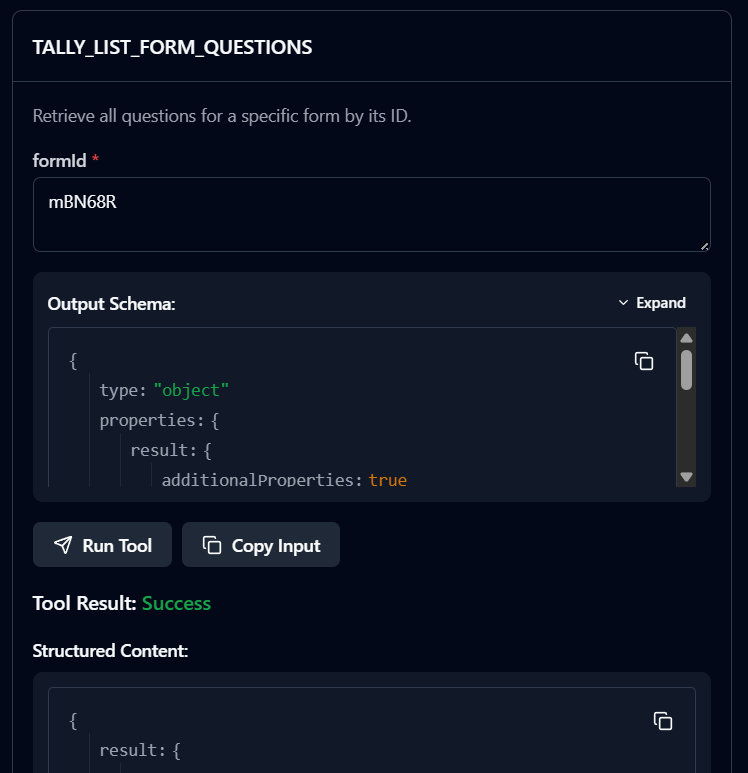 TALLY_LIST_FORM_QUESTIONS
Retrieve all questions for a specific form by its ID.
formId *
mBN68R
Output Schema:
Expand
{
type: "object"
properties: {
result: {
additionalProperties: true
Run Tool
Copy Input
Tool Result: Success
Structured Content:
{
result: {